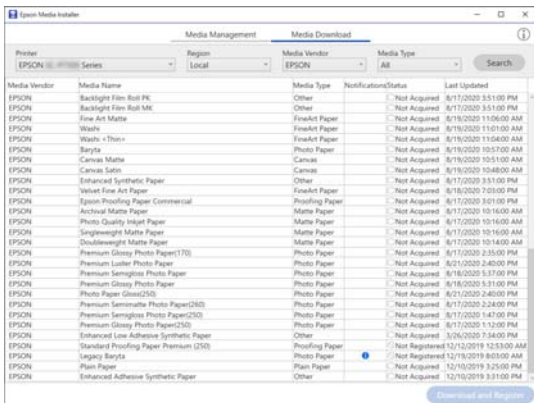 Epson Media Installer
Media Management Media Download
Printer Region Media Vendor Media Type
EPSON Series Local EPSON All Search
Media Vendor Media Name Media Type Notifications Status Last Updated
EPSON Backlight Film Roll PK Other Not Acquired 8/17/2020 3:51:00 PM
EPSON Backlight Film Roll MK Other Not Acquired 8/17/2020 3:51:00 PM
EPSON Fine Art Matte FineArt Paper Not Acquired 8/19/2020 11:06:00 AM
EPSON Washi FineArt Paper Not Acquired 8/19/2020 11:01:00 AM
EPSON Washi <Thin> FineArt Paper Not Acquired 8/19/2020 11:04:00 AM
EPSON Baryta Photo Paper Not Acquired 8/19/2020 10:57:00 AM
EPSON Canvas Matte Canvas Not Acquired 8/19/2020 10:51:00 AM
EPSON Canvas Satin Canvas Not Acquired 8/19/2020 10:48:00 AM
EPSON Enhanced Synthetic Paper Other Not Acquired 8/17/2020 3:51:00 PM
EPSON Velvet Fine Art Paper FineArt Paper Not Acquired 8/18/2020 7:03:00 PM
EPSON Epson Proofing Paper Commercial Proofing Paper Not Acquired 8/17/2020 3:01:00 PM
EPSON Archival Matte Paper Matte Paper Not Acquired 8/17/2020 10:16:00 AM
EPSON Photo Quality Inkjet Paper Matte Paper Not Acquired 8/17/2020 10:16:00 AM
EPSON Singleweight Matte Paper Matte Paper Not Acquired 8/17/2020 10:16:00 AM
EPSON Doubleweight Matte Paper Matte Paper Not Acquired 8/17/2020 10:14:00 AM
EPSON Premium Glossy Photo Paper(170) Photo Paper Not Acquired 8/17/2020 2:35:00 PM
EPSON Premium Luster Photo Paper Photo Paper Not Acquired 8/21/2020 2:40:00 PM
EPSON Premium Semigloss Photo Paper Photo Paper Not Acquired 8/18/2020 5:37:00 PM
EPSON Premium Glossy Photo Paper Photo Paper Not Acquired 8/18/2020 5:31:00 PM
EPSON Photo Paper Gloss(250) Photo Paper Not Acquired 8/21/2020 2:40:00 PM
EPSON Premium Semimatte Photo Paper(260) Photo Paper Not Acquired 8/17/2020 2:24:00 PM
EPSON Premium Semigloss Photo Paper(250) Photo Paper Not Acquired 8/17/2020 1:47:00 PM
EPSON Premium Glossy Photo Paper(250) Photo Paper Not Acquired 8/17/2020 1:12:00 PM
EPSON Enhanced Low Adhesive Synthetic Paper Other Not Acquired 3/26/2020 7:34:00 PM
EPSON Standard Proofing Paper Premium (250) Proofing Paper Not Registered 12/12/2019 12:53:00 AM
EPSON Legacy Baryta Photo Paper Not Registered 12/19/2019 8:03:00 AM
EPSON Plain Paper Plain Paper Not Acquired 12/10/2019 3:25:00 PM
EPSON Enhanced Adhesive Synthetic Paper Other Not Acquired 12/10/2019 3:31:00 PM
Download and Register